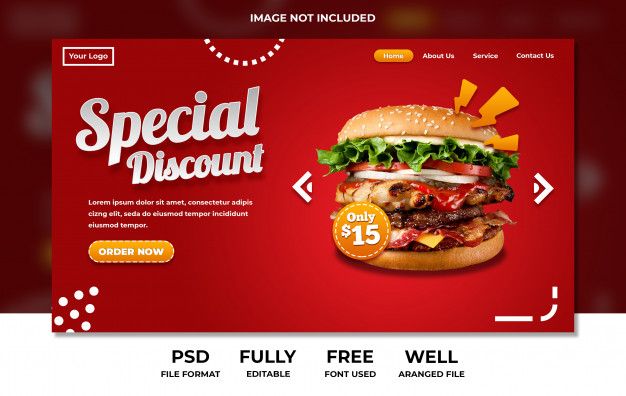 IMAGE NOT INCLUDED
Your Logo
Home
About Us
Service
Contact Us
Special
Discount
Lorem ipsum dolor sit amet, consectetur
adipiscing elit, sed do eiusmod tempor incididunt
eiusmod tempor.
ORDER NOW
Only
$15
PSD
FILE FORMAT
FULLY
EDITABLE
FREE
FONT USED
WELL
ARANGED FILE